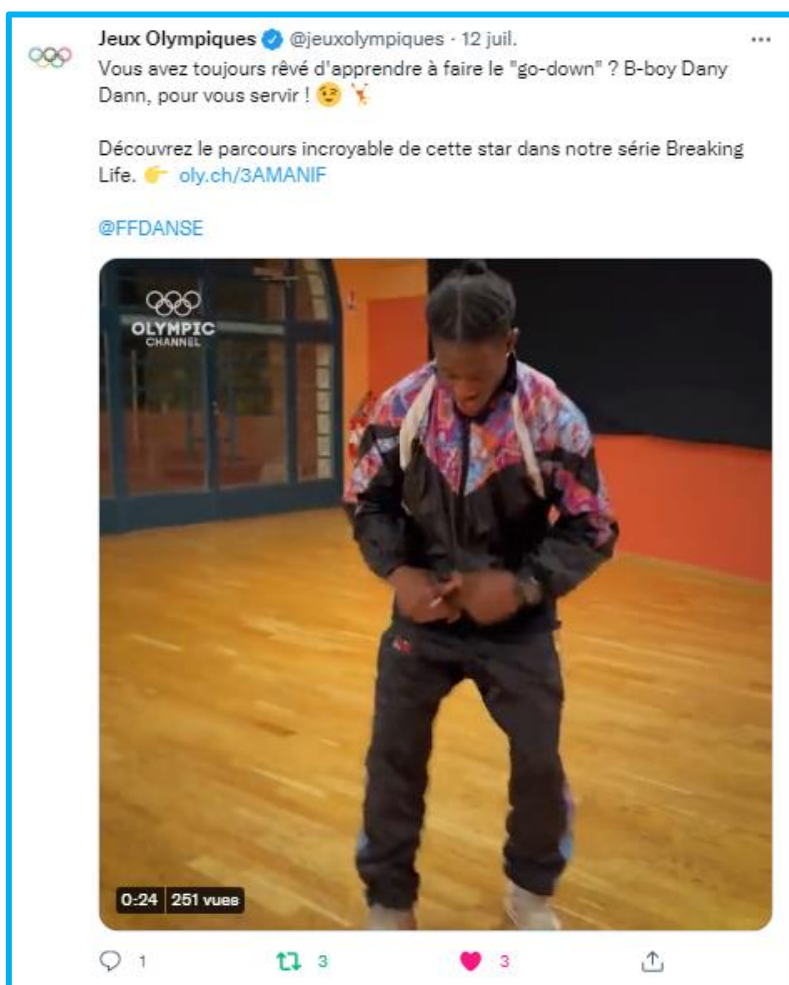 Jeux Olympiques @jeuxolympiques · 12 juil.
Vous avez toujours rêvé d'apprendre à faire le "go-down" ? B-boy Dany
Dann, pour vous servir ! 😉 🤸
Découvrez le parcours incroyable de cette star dans notre série Breaking
Life. 👉 oly.ch/3AMANIF
@FFDANSE
OLYMPIC
CHANNEL
0:24 251 vues
1 3 3